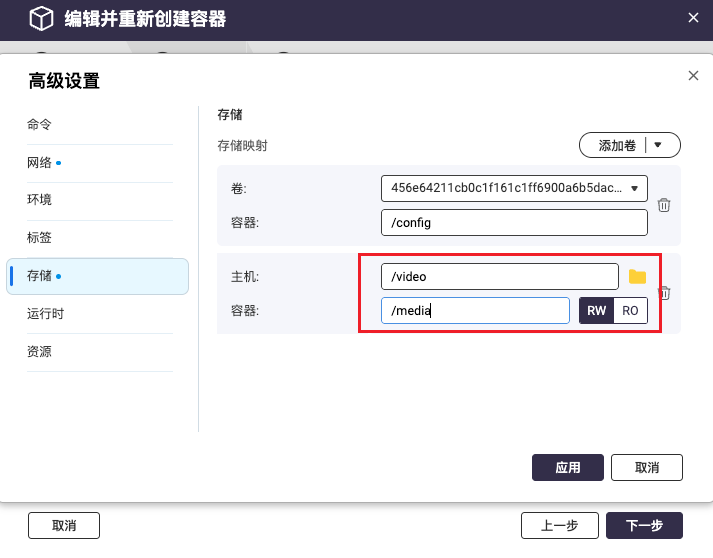 编辑并重新创建容器
高级设置
命令
网络
环境
标签
存储
运行时
资源
存储
存储映射
添加卷
卷:
456e64211cb0c1f161c1ff6900a6b5dac...
容器:
/config
主机:
/video
容器:
/media
RW RO
应用 取消
取消 上一步 下一步